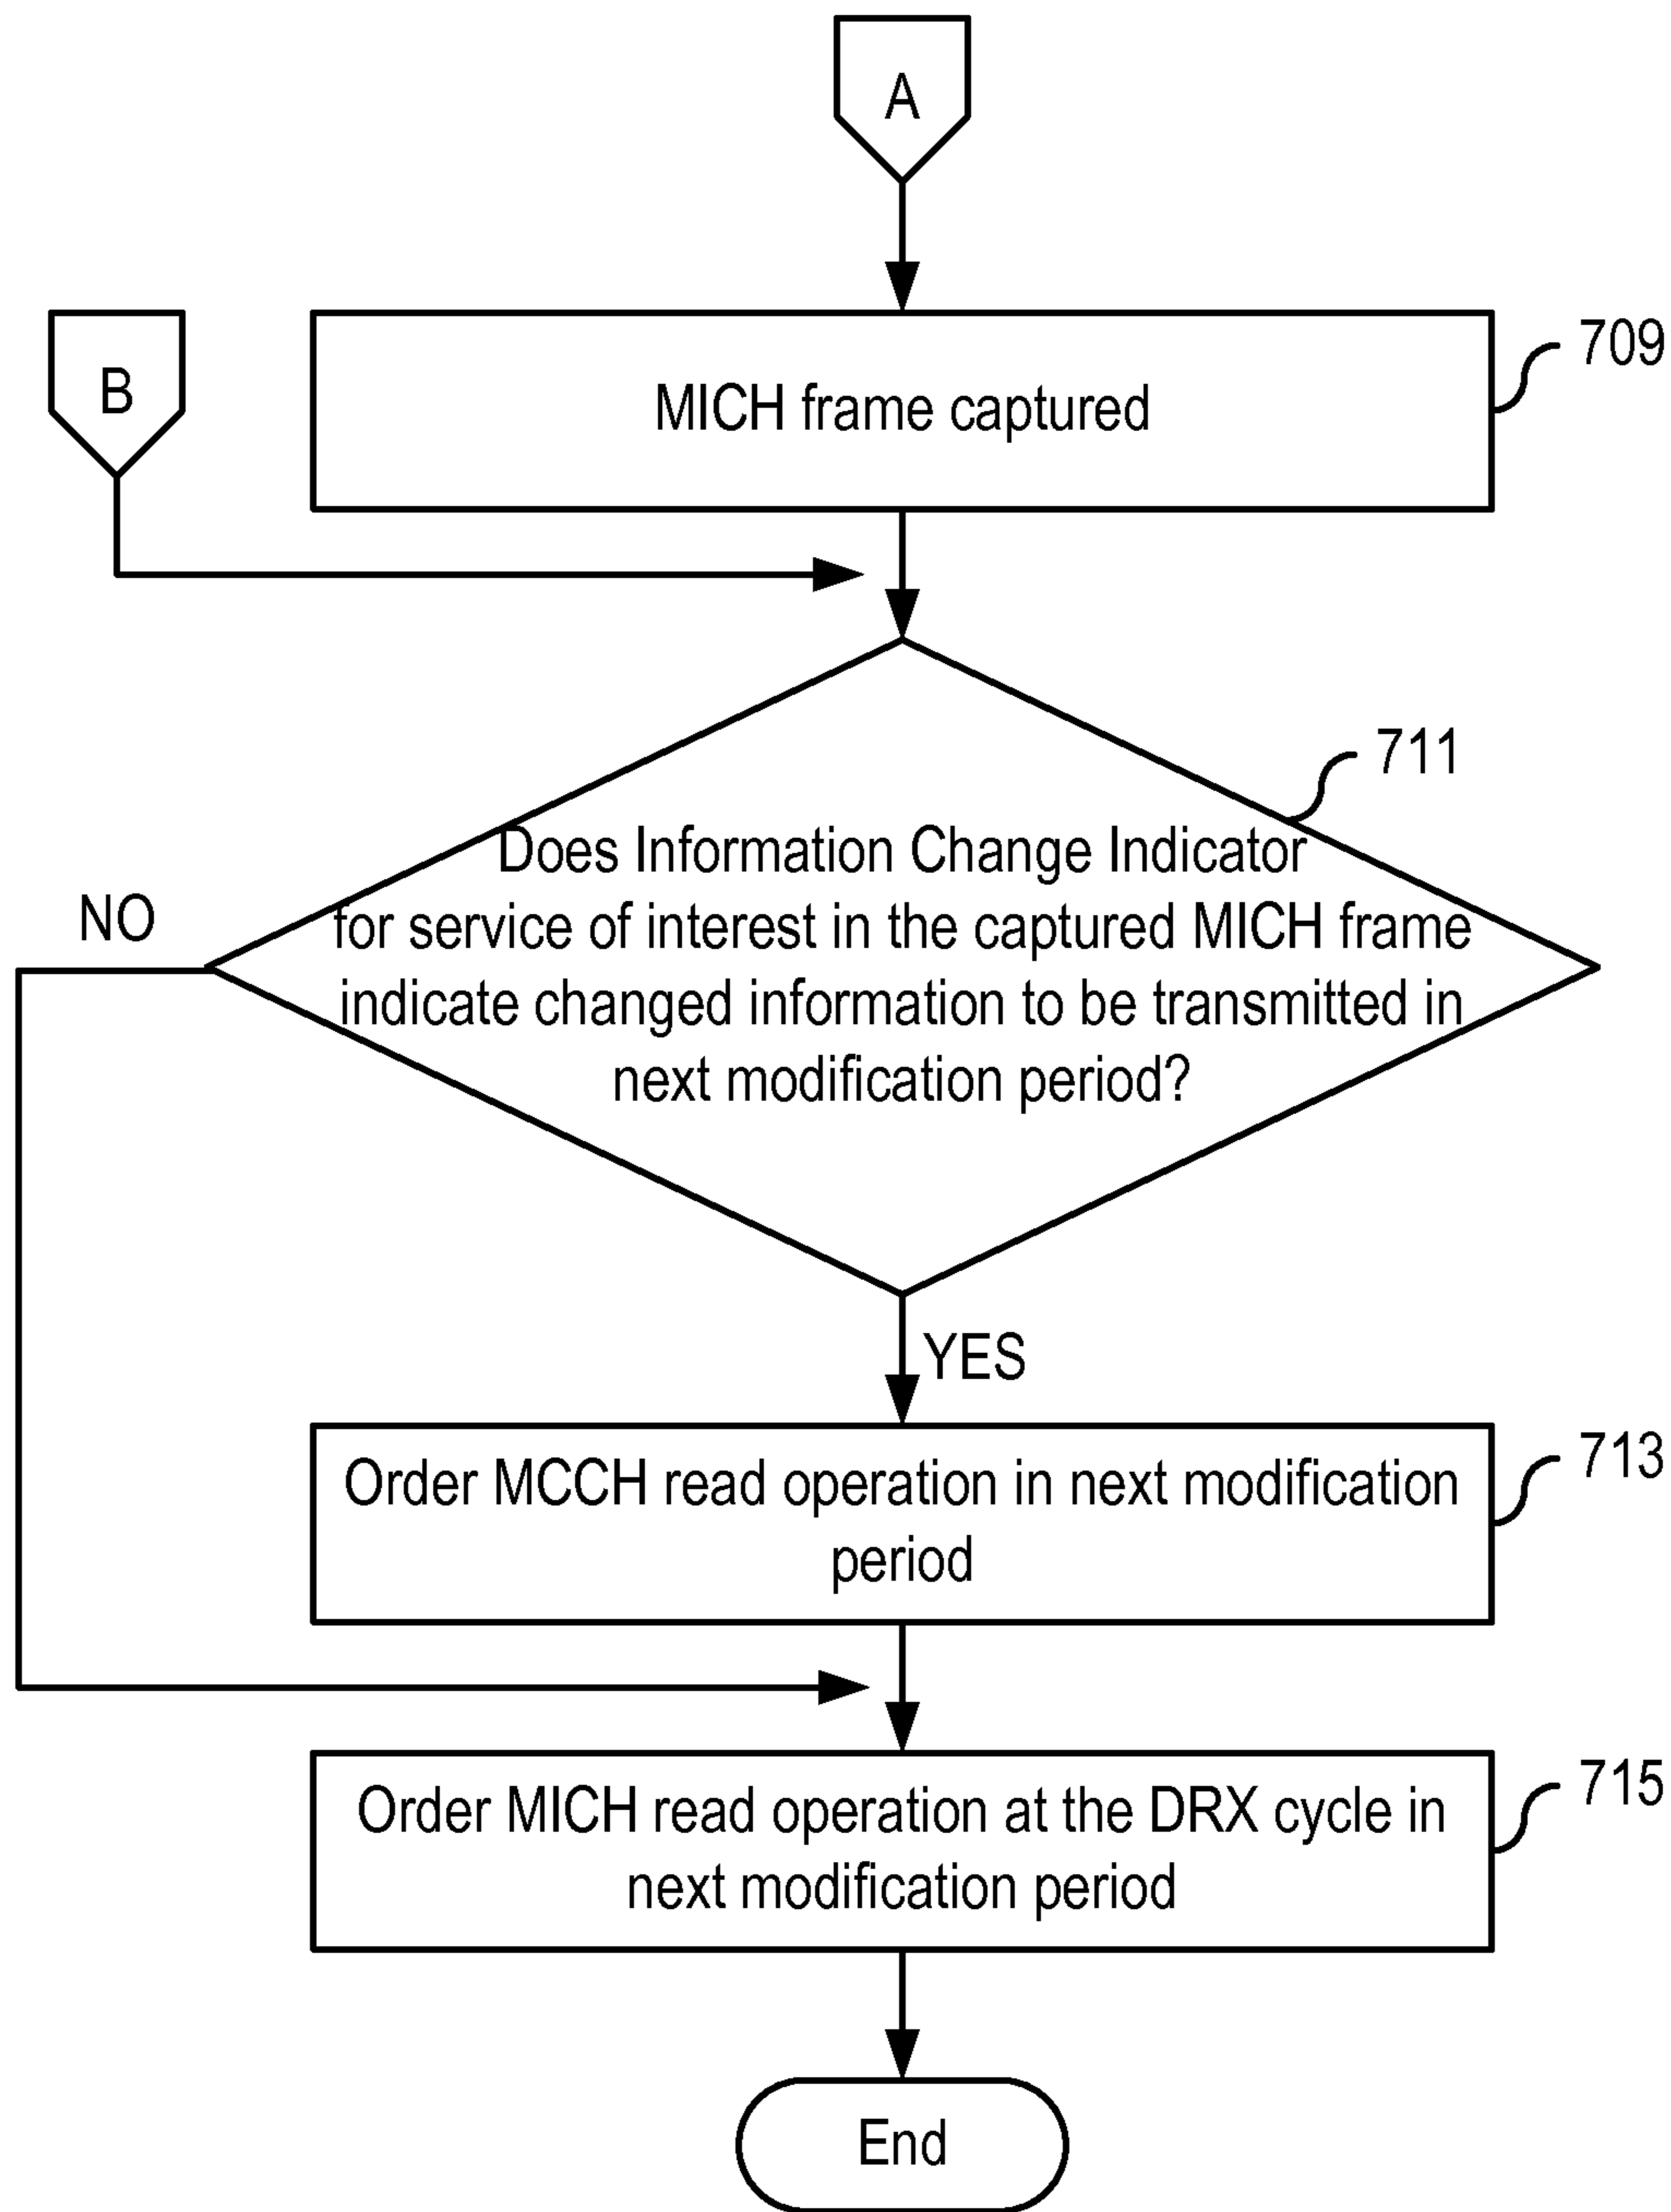 A
B
MICH frame captured
709
711
Does Information Change Indicator
for service of interest in the captured MICH frame
indicate changed information to be transmitted in
next modification period?
NO
YES
Order MCCH read operation in next modification
period
713
Order MICH read operation at the DRX cycle in
next modification period
715
End